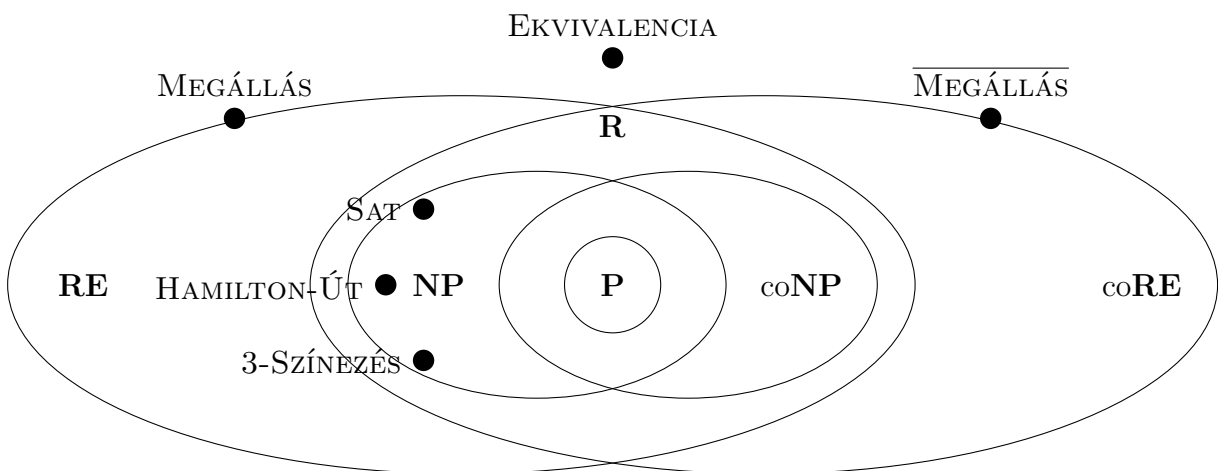 EKVIVALENCIA
MEGÁLLÁS
MEGÁLLÁS
R
SAT
RE
HAMILTON-ÚT
NP
P
coNP
coRE
3-SZÍNEZÉS